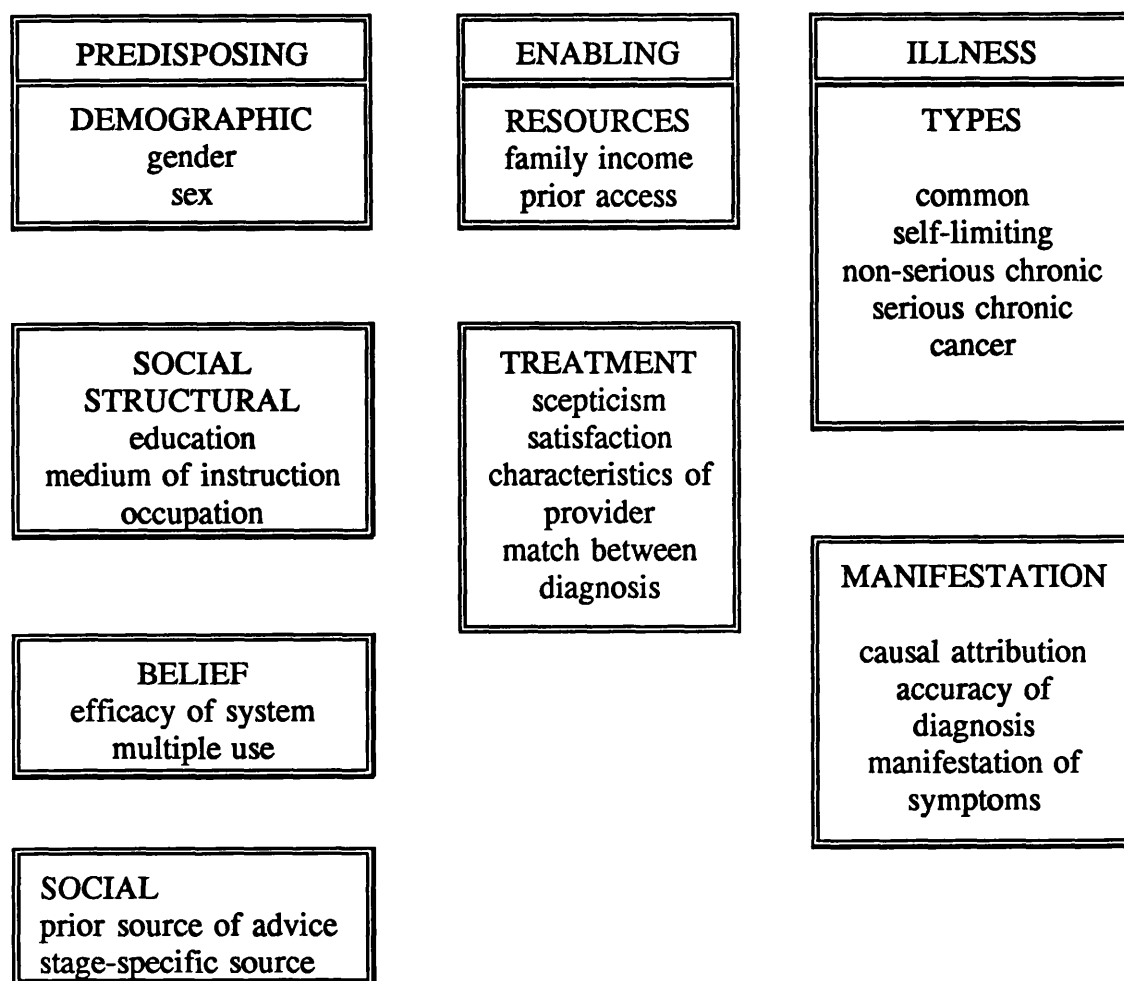 PREDISPOSING
DEMOGRAPHIC
gender
sex
SOCIAL
STRUCTURAL
education
medium of instruction
occupation
BELIEF
efficacy of system
multiple use
SOCIAL
prior source of advice
stage-specific source
ENABLING
RESOURCES
family income
prior access
TREATMENT
scepticism
satisfaction
characteristics of
provider
match between
diagnosis
ILLNESS
TYPES
common
self-limiting
non-serious chronic
serious chronic
cancer
MANIFESTATION
causal attribution
accuracy of
diagnosis
manifestation of
symptoms